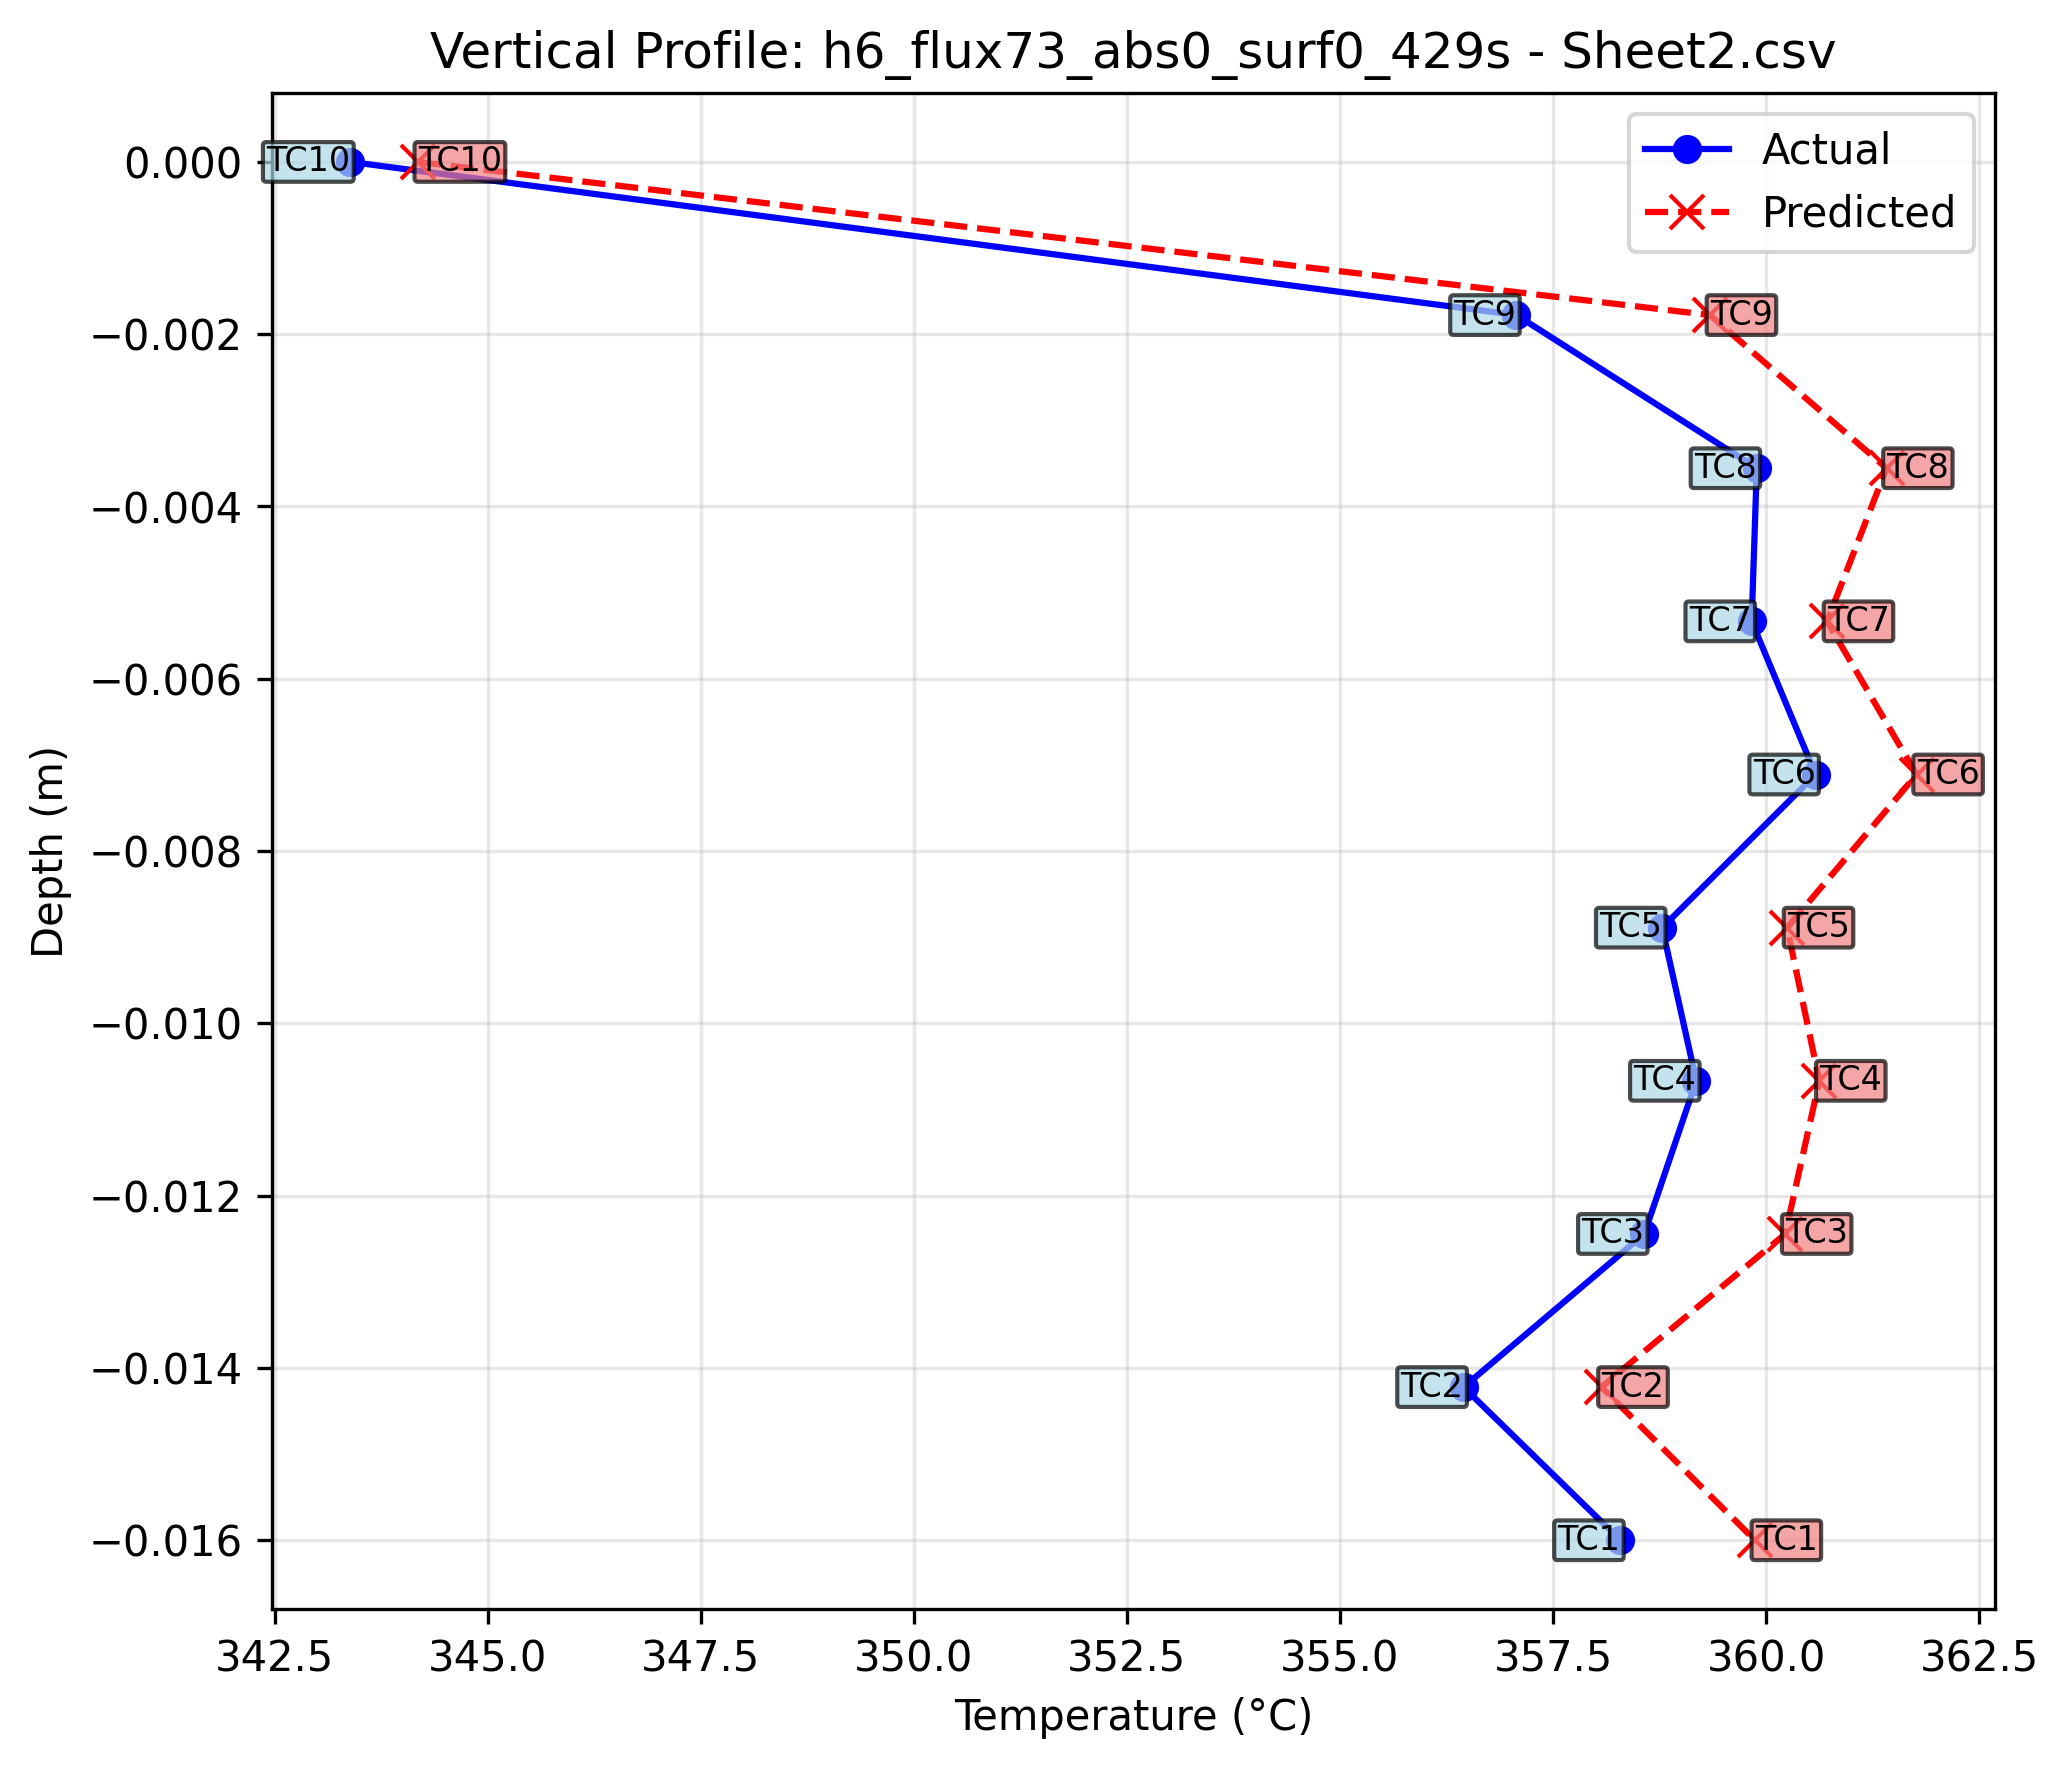 Vertical Profile: h6_flux73_abs0_surf0_429s - Sheet2.csv
Actual
Predicted
0.000
−0.002
−0.004
−0.006
−0.008
−0.010
−0.012
−0.014
−0.016
Depth (m)
TC10
TC10
TC9
TC9
TC8
TC8
TC7
TC7
TC6
TC6
TC5
TC5
TC4
TC4
TC3
TC3
TC2
TC2
TC1
TC1
342.5
345.0
347.5
350.0
352.5
355.0
357.5
360.0
362.5
Temperature (°C)